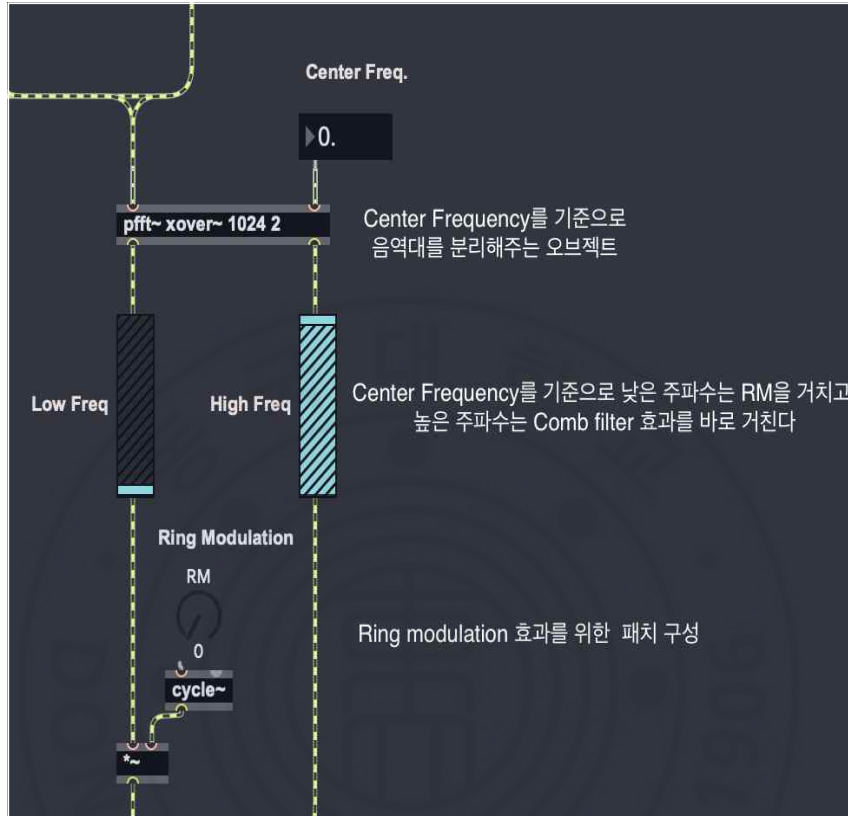 Center Freq.
0.
pfft~ xover~ 1024 2
Center Frequency를 기준으로
음역대를 분리해주는 오브젝트
Low Freq
High Freq
Center Frequency를 기준으로 낮은 주파수는 RM을 거치고
높은 주파수는 Comb filter 효과를 바로 거친다
Ring Modulation
RM
0
Ring modulation 효과를 위한 패치 구성
cycle~
*~